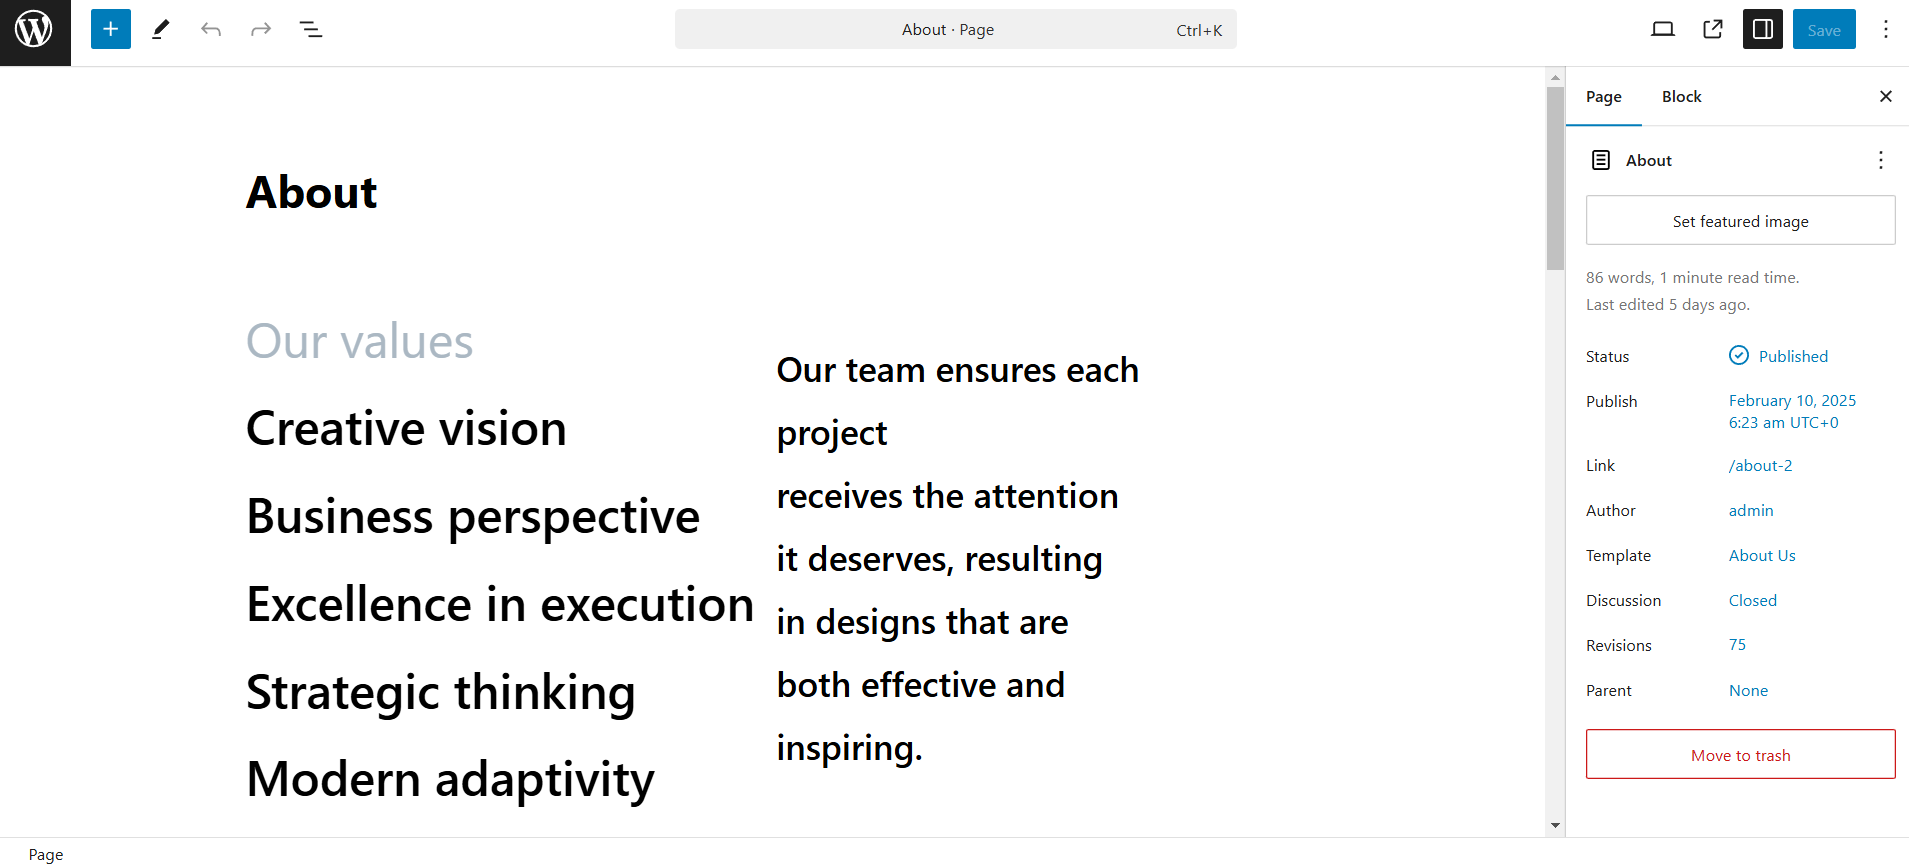 About · Page
Ctrl+K
Save
About
Our values
Creative vision
Business perspective
Excellence in execution
Strategic thinking
Modern adaptivity
Our team ensures each
project
receives the attention
it deserves, resulting
in designs that are
both effective and
inspiring.
Page
Block
About
Set featured image
86 words, 1 minute read time.
Last edited 5 days ago.
Status
Published
Publish
February 10, 2025
6:23 am UTC+0
Link
/about-2
Author
admin
Template
About Us
Discussion
Closed
Revisions
75
Parent
None
Move to trash
Page